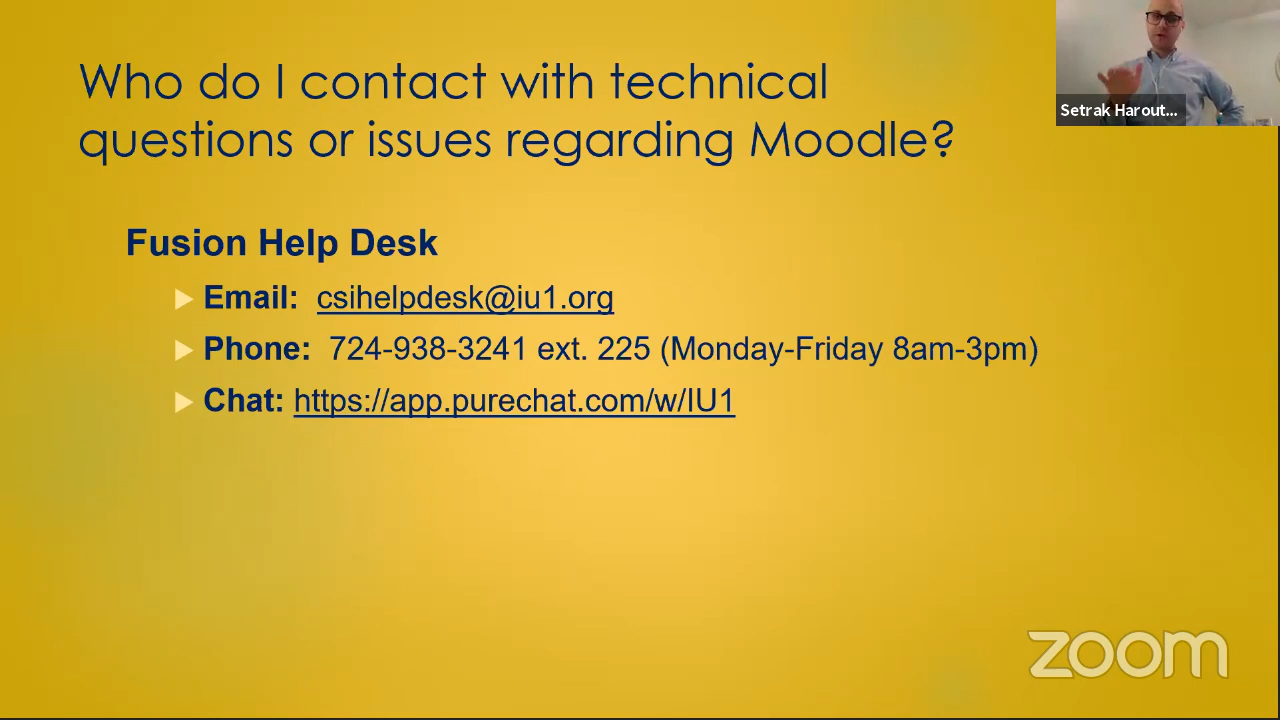 Who do I contact with technical
questions or issues regarding Moodle?
Setrak Harout...
Fusion Help Desk
Email: csihelpdesk@iu1.org
Phone: 724-938-3241 ext. 225 (Monday-Friday 8am-3pm)
Chat: https://app.purechat.com/w/IU1
zoom